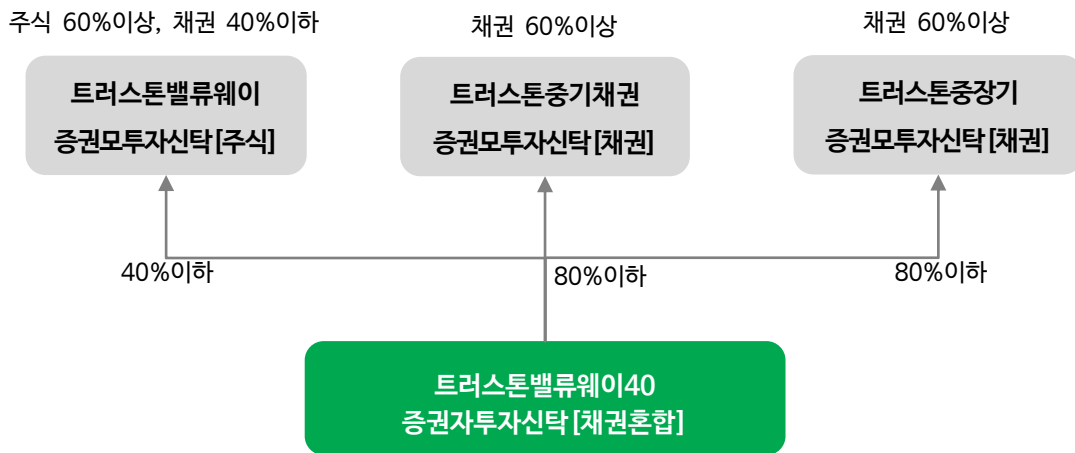 주식 60%이상, 채권 40%이하
채권 60%이상
채권 60%이상
트러스톤밸류웨이
증권모투자신탁[주식]
트러스톤중기채권
증권모투자신탁[채권]
트러스톤중장기
증권모투자신탁[채권]
40%이하
80%이하
80%이하
트러스톤밸류웨이40
증권자투자신탁[채권혼합]